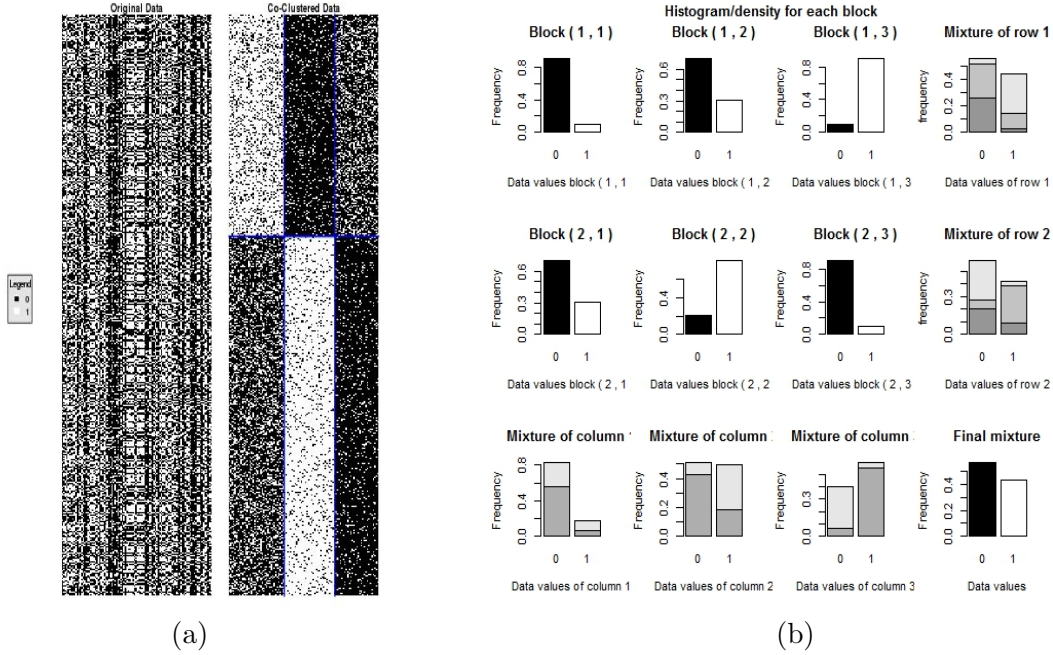 Original Data
Co-Clustered Data
Legend
0
1
(a)
Histogram/density for each block
Block ( 1 , 1 )
Block ( 1 , 2 )
Block ( 1 , 3 )
Mixture of row 1
Frequency
0.0 0.4 0.8
0 1
Data values block ( 1 , 1
Frequency
0.0 0.3 0.6
0 1
Data values block ( 1 , 2
Frequency
0.0 0.4 0.8
0 1
Data values block ( 1 , 3
frequency
0.0 0.2 0.4
0 1
Data values of row 1
Block ( 2 , 1 )
Block ( 2 , 2 )
Block ( 2 , 3 )
Mixture of row 2
Frequency
0.0 0.3 0.6
0 1
Data values block ( 2 , 1
Frequency
0.0 0.4
0 1
Data values block ( 2 , 2
Frequency
0.0 0.4 0.8
0 1
Data values block ( 2 , 3
frequency
0.0 0.3
0 1
Data values of row 2
Mixture of column
Mixture of column
Mixture of column
Final mixture
Frequency
0.0 0.4 0.8
0 1
Data values of column 1
Frequency
0.0 0.2 0.4
0 1
Data values of column 2
Frequency
0.0 0.3
0 1
Data values of column 3
Frequency
0.0 0.2 0.4
0 1
Data values
(b)